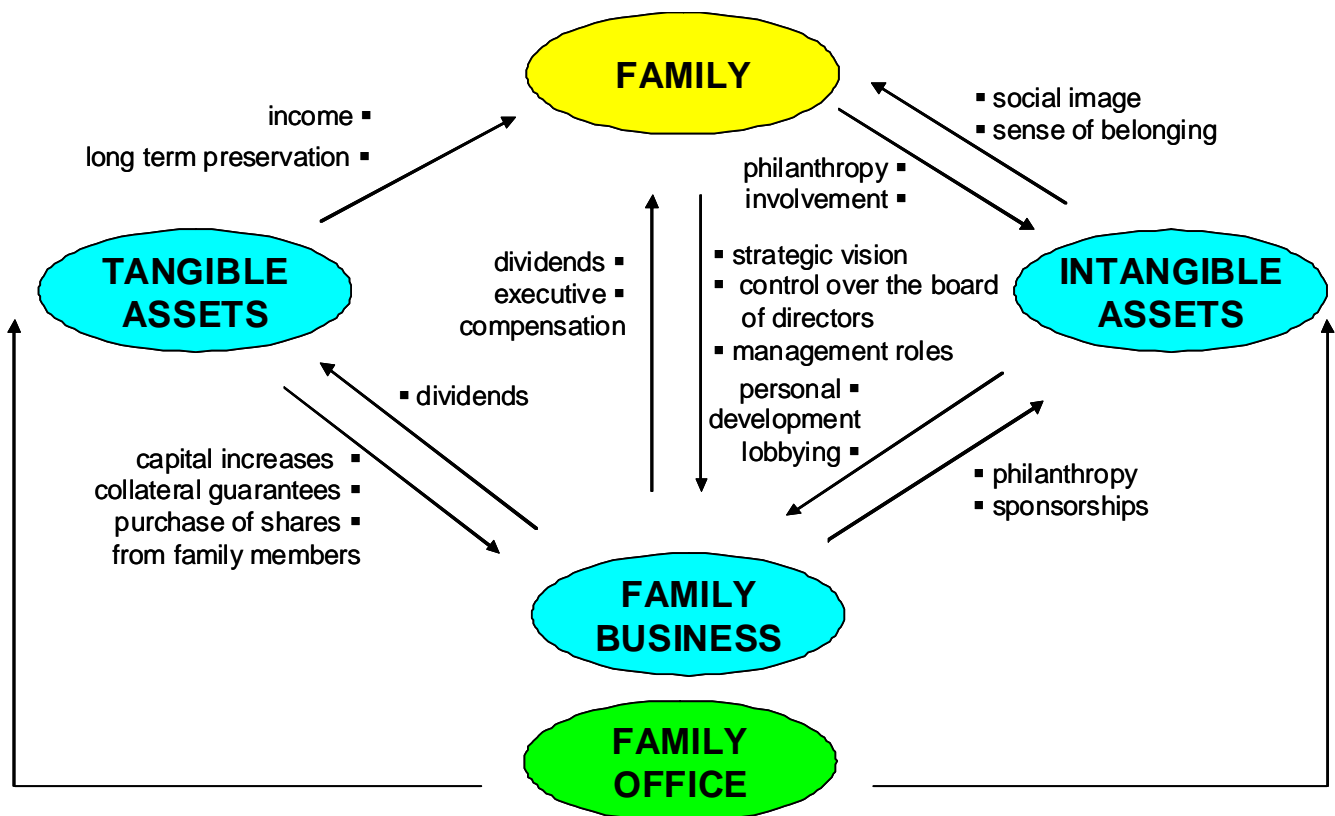 FAMILY
income ▪
long term preservation ▪
▪ social image
▪ sense of belonging
philanthropy ▪
involvement ▪
TANGIBLE
ASSETS
dividends ▪
executive ▪
compensation
▪ strategic vision
▪ control over the board
of directors
▪ management roles
INTANGIBLE
ASSETS
▪ dividends
personal ▪
development
lobbying ▪
capital increases ▪
collateral guarantees ▪
purchase of shares ▪
from family members
▪ philanthropy
▪ sponsorships
FAMILY
BUSINESS
FAMILY
OFFICE